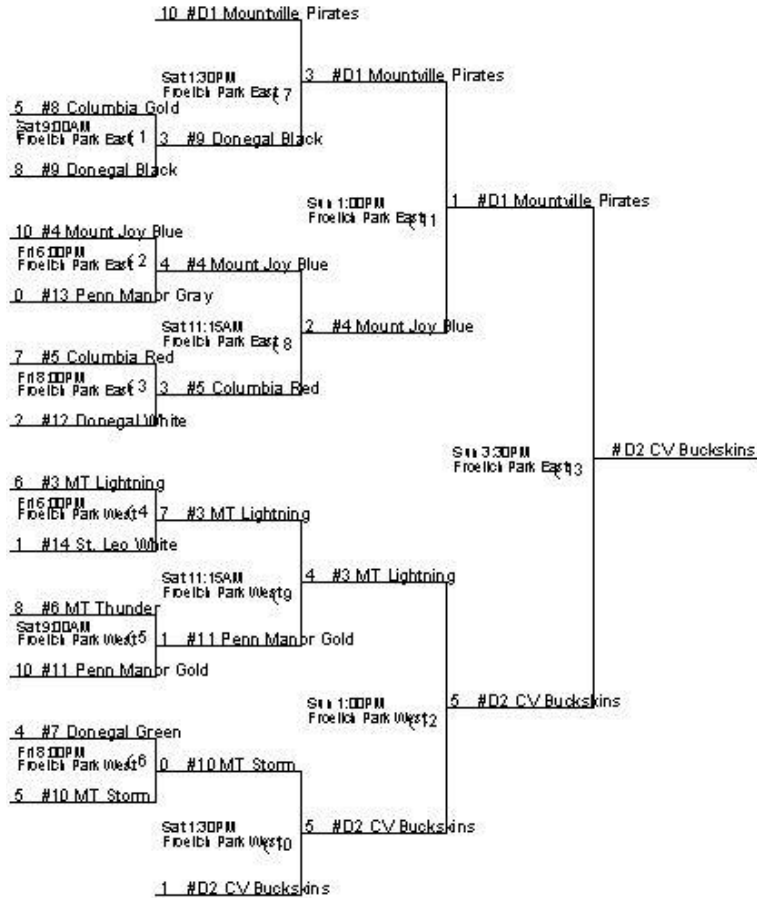 10 #D1 Mountville Pirates
Sat 1:30PM
Froelich Park East 7
3 #D1 Mountville Pirates
5 #8 Columbia Gold
Sat 9:00AM
Froelich Park East 1
3 #9 Donegal Black
8 #9 Donegal Black
Sun 1:00PM
Froelich Park East 11
1 #D1 Mountville Pirates
10 #4 Mount Joy Blue
Fri 6:00PM
Froelich Park East 2
4 #4 Mount Joy Blue
0 #13 Penn Manor Gray
Sat 11:15AM
Froelich Park East 8
2 #4 Mount Joy Blue
7 #5 Columbia Red
Fri 8:00PM
Froelich Park East 3
3 #5 Columbia Red
2 #12 Donegal White
Sun 3:30PM
Froelich Park East 13
#D2 CV Buckskins
6 #3 MT Lightning
Fri 6:00PM
Froelich Park West 4
7 #3 MT Lightning
1 #14 St. Leo White
Sat 11:15AM
Froelich Park West 9
4 #3 MT Lightning
8 #6 MT Thunder
Sat 9:00AM
Froelich Park West 5
1 #11 Penn Manor Gold
10 #11 Penn Manor Gold
Sun 1:00PM
Froelich Park West 12
5 #D2 CV Buckskins
4 #7 Donegal Green
Fri 8:00PM
Froelich Park West 6
0 #10 MT Storm
5 #10 MT Storm
Sat 1:30PM
Froelich Park West 10
5 #D2 CV Buckskins
1 #D2 CV Buckskins